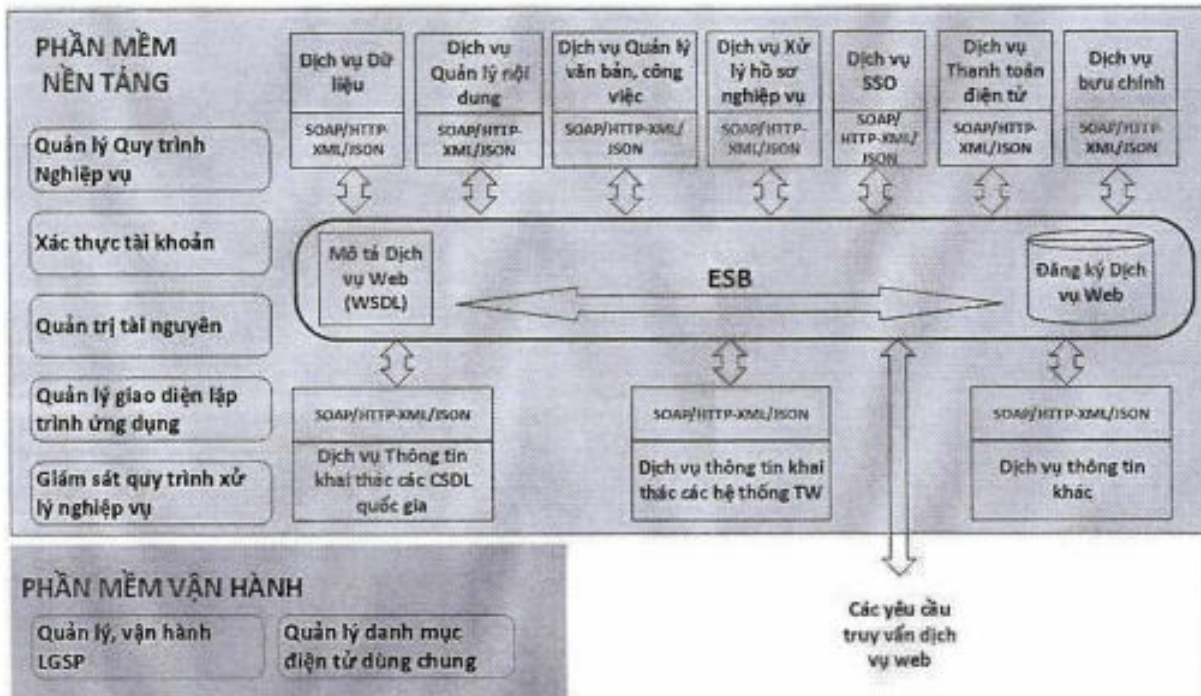 PHẦN MỀM
NỀN TẢNG
Quản lý Quy trình
Nghiệp vụ
Xác thực tài khoản
Quản trị tài nguyên
Quản lý giao diện lập
trình ứng dụng
Giám sát quy trình xử
lý nghiệp vụ
Dịch vụ Dữ
liệu
SOAP/HTTP-
XML/JSON
Dịch vụ
Quản lý nội
dung
SOAP/HTTP-
XML/JSON
Dịch vụ Quản lý
văn bản, công
việc
SOAP/HTTP-XML/
JSON
Dịch vụ Xử
lý hồ sơ
nghiệp vụ
SOAP/HTTP-
XML/JSON
Dịch vụ
SSO
SOAP/
HTTP-XML/
JSON
Dịch vụ
Thanh toán
điện tử
SOAP/HTTP-
XML/JSON
Dịch vụ
bưu chính
SOAP/HTTP-
XML/JSON
Mô tả Dịch
vụ Web
(WSDL)
ESB
Đăng ký Dịch
vụ Web
SOAP/HTTP-XML/JSON
Dịch vụ Thông tin
khai thác các CSDL
quốc gia
SOAP/HTTP-XML/JSON
Dịch vụ thông tin khai
thác các hệ thống TW
SOAP/HTTP-XML/JSON
Dịch vụ thông tin
khác
PHẦN MỀM VẬN HÀNH
Quản lý, vận hành
LGSP
Quản lý danh mục
điện tử dùng chung
Các yêu cầu
truy vấn dịch
vụ web